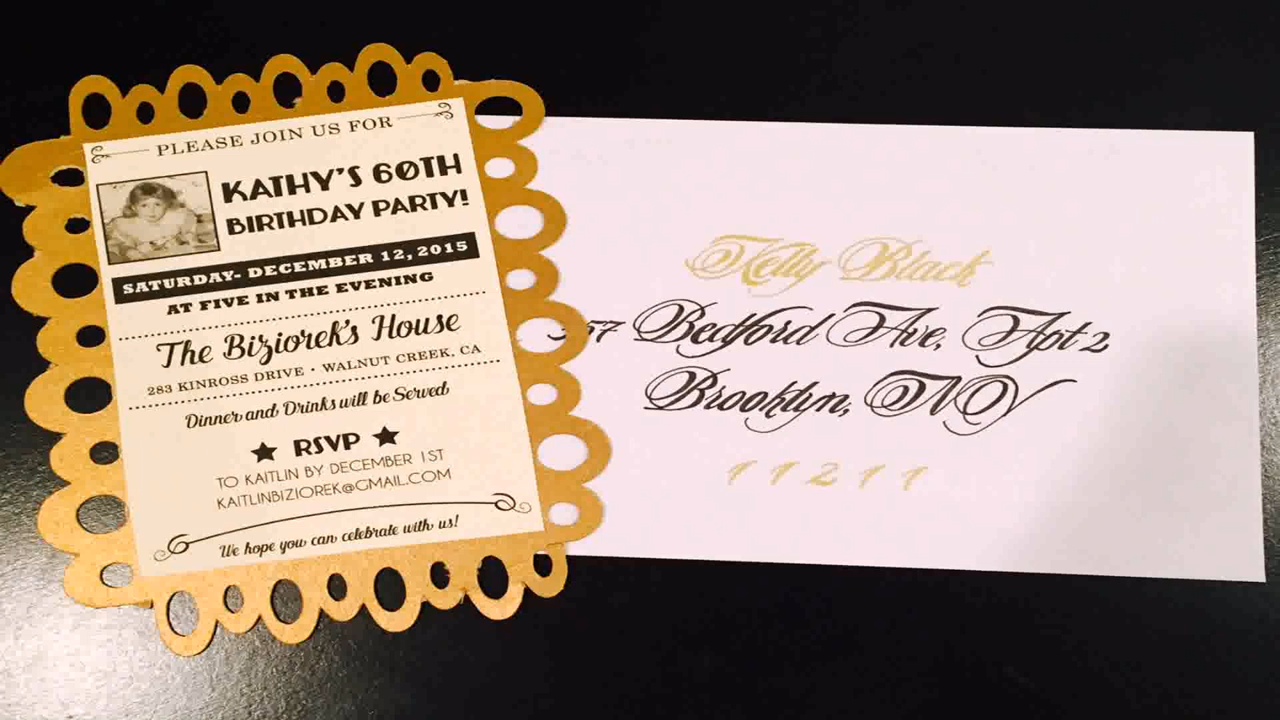 PLEASE JOIN US FOR
KATHY'S 60TH
BIRTHDAY PARTY!
SATURDAY- DECEMBER 12, 2015
AT FIVE IN THE EVENING
The Biziorek's House
283 KINROSS DRIVE • WALNUT CREEK, CA
Dinner and Drinks will be Served
★ RSVP ★
TO KAITLIN BY DECEMBER 1ST
KAITLINBIZIOREK@GMAIL.COM
We hope you can celebrate with us!
Kelly Black
Bedford Ave, Apt 2
Brooklyn, NY
11211